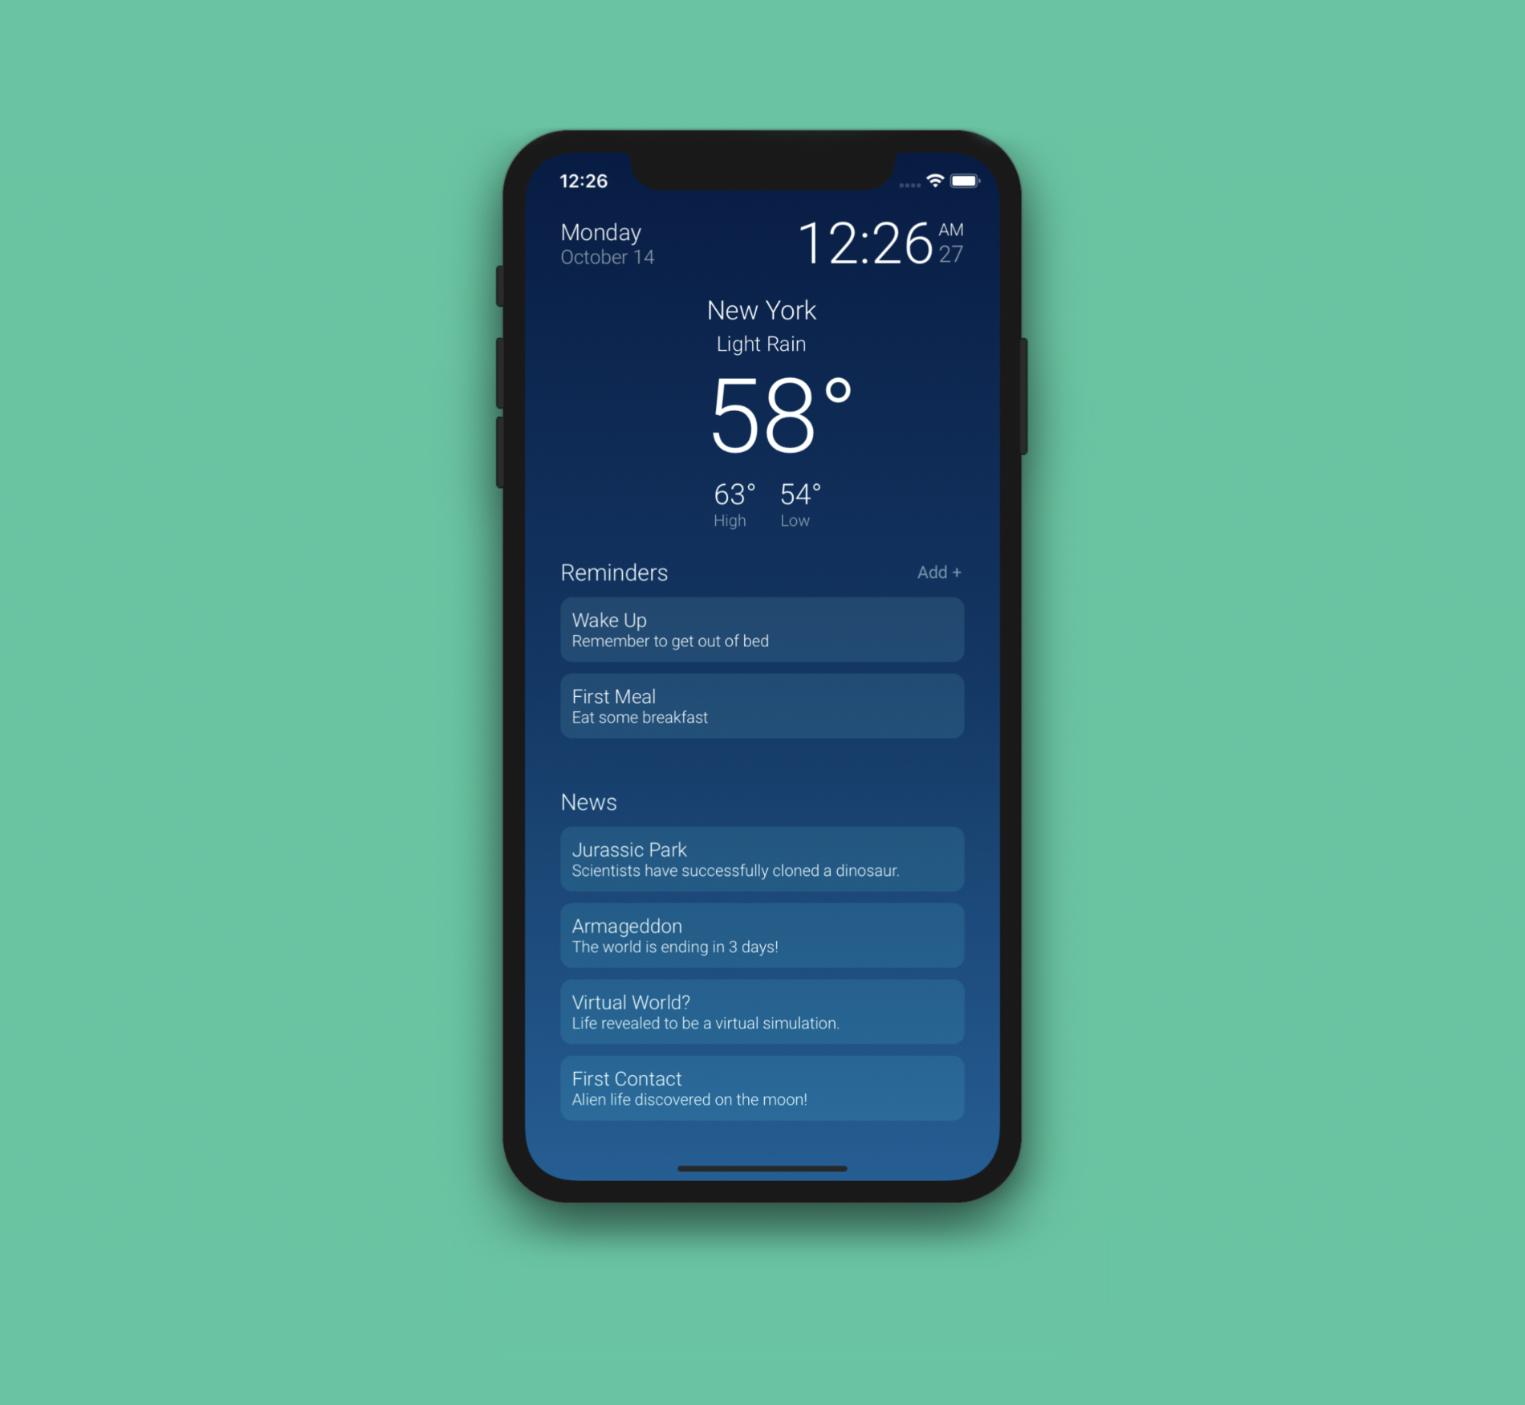 12:26
Monday
October 14
12:26 AM
27
New York
Light Rain
58°
63° 54°
High Low
Reminders Add +
Wake Up
Remember to get out of bed
First Meal
Eat some breakfast
News
Jurassic Park
Scientists have successfully cloned a dinosaur.
Armageddon
The world is ending in 3 days!
Virtual World?
Life revealed to be a virtual simulation.
First Contact
Alien life discovered on the moon!